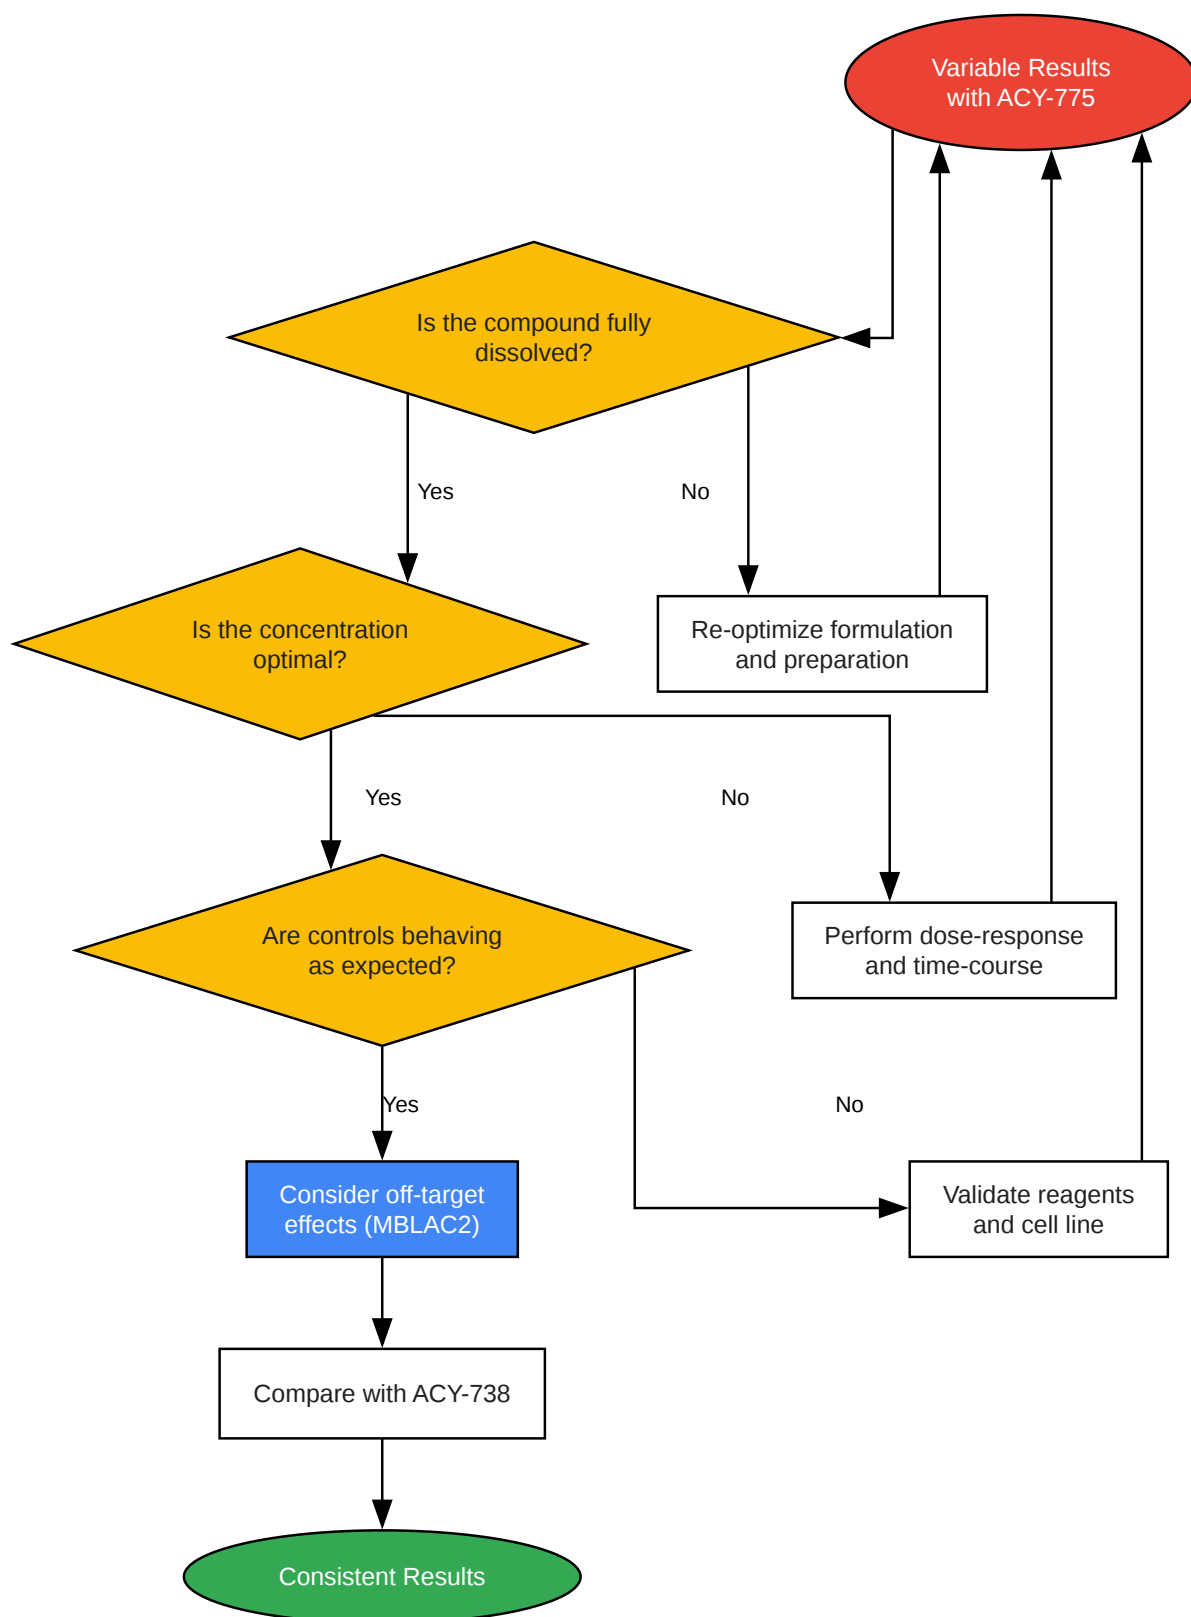 Variable Results
with ACY-775
Is the compound fully
dissolved?
Yes
No
Is the concentration
optimal?
Re-optimize formulation
and preparation
Yes
No
Are controls behaving
as expected?
Perform dose-response
and time-course
Yes
No
Consider off-target
effects (MBLAC2)
Validate reagents
and cell line
Compare with ACY-738
Consistent Results